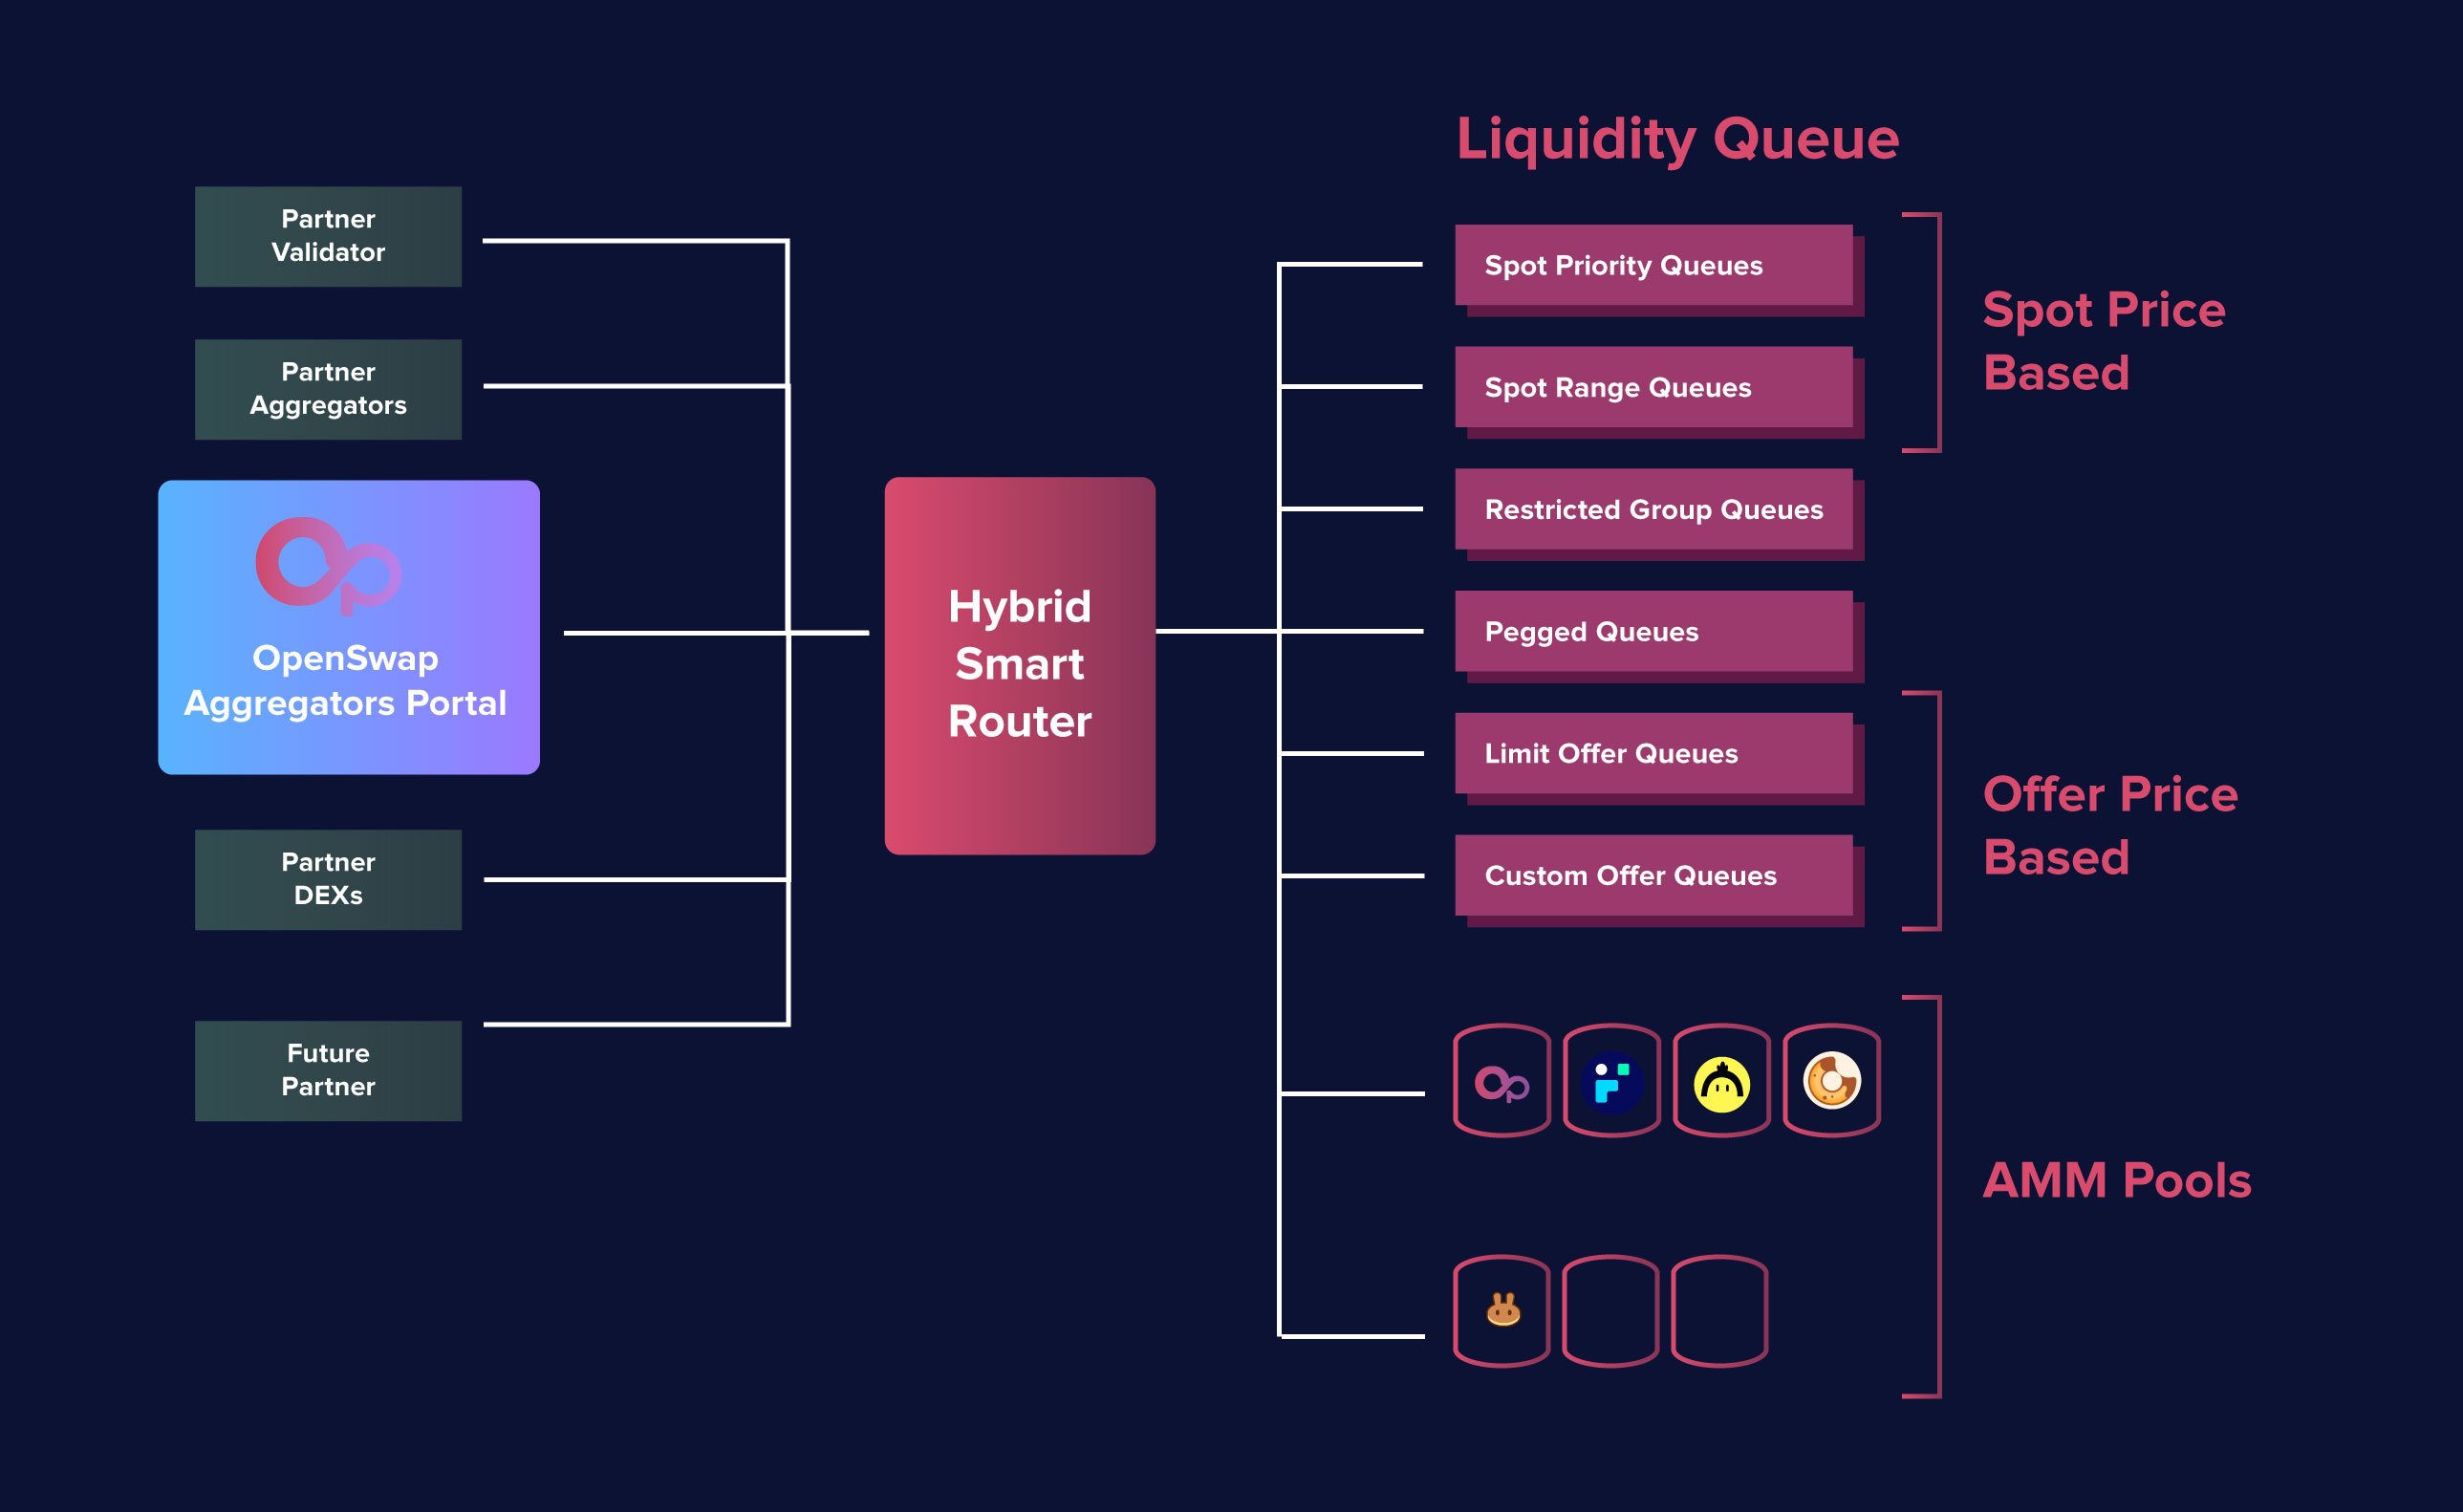 Partner
Validator
Partner
Aggregators
OpenSwap
Aggregators Portal
Partner
DEXs
Future
Partner
Hybrid
Smart
Router
Liquidity Queue
Spot Priority Queues
Spot Range Queues
Restricted Group Queues
Pegged Queues
Limit Offer Queues
Custom Offer Queues
Spot Price
Based
Offer Price
Based
AMM Pools